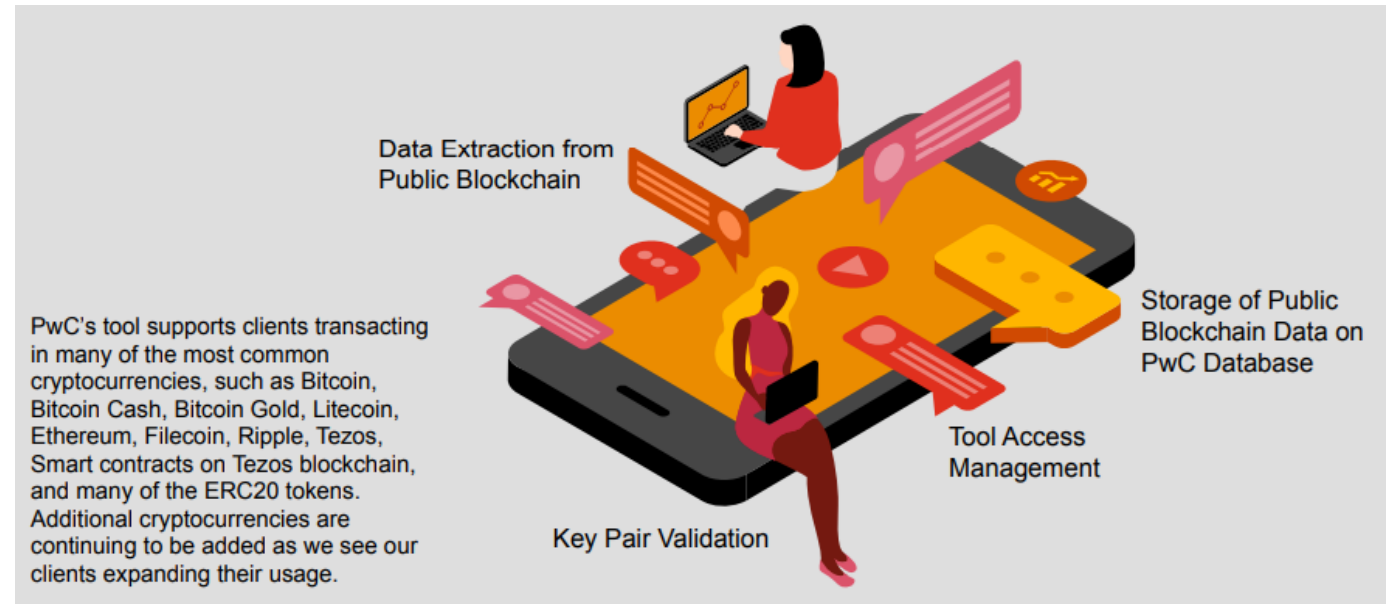 Data Extraction from
Public Blockchain
PwC’s tool supports clients transacting
in many of the most common
cryptocurrencies, such as Bitcoin,
Bitcoin Cash, Bitcoin Gold, Litecoin,
Ethereum, Filecoin, Ripple, Tezos,
Smart contracts on Tezos blockchain,
and many of the ERC20 tokens.
Additional cryptocurrencies are
continuing to be added as we see our
clients expanding their usage.
Storage of Public
Blockchain Data on
PwC Database
Tool Access
Management
Key Pair Validation